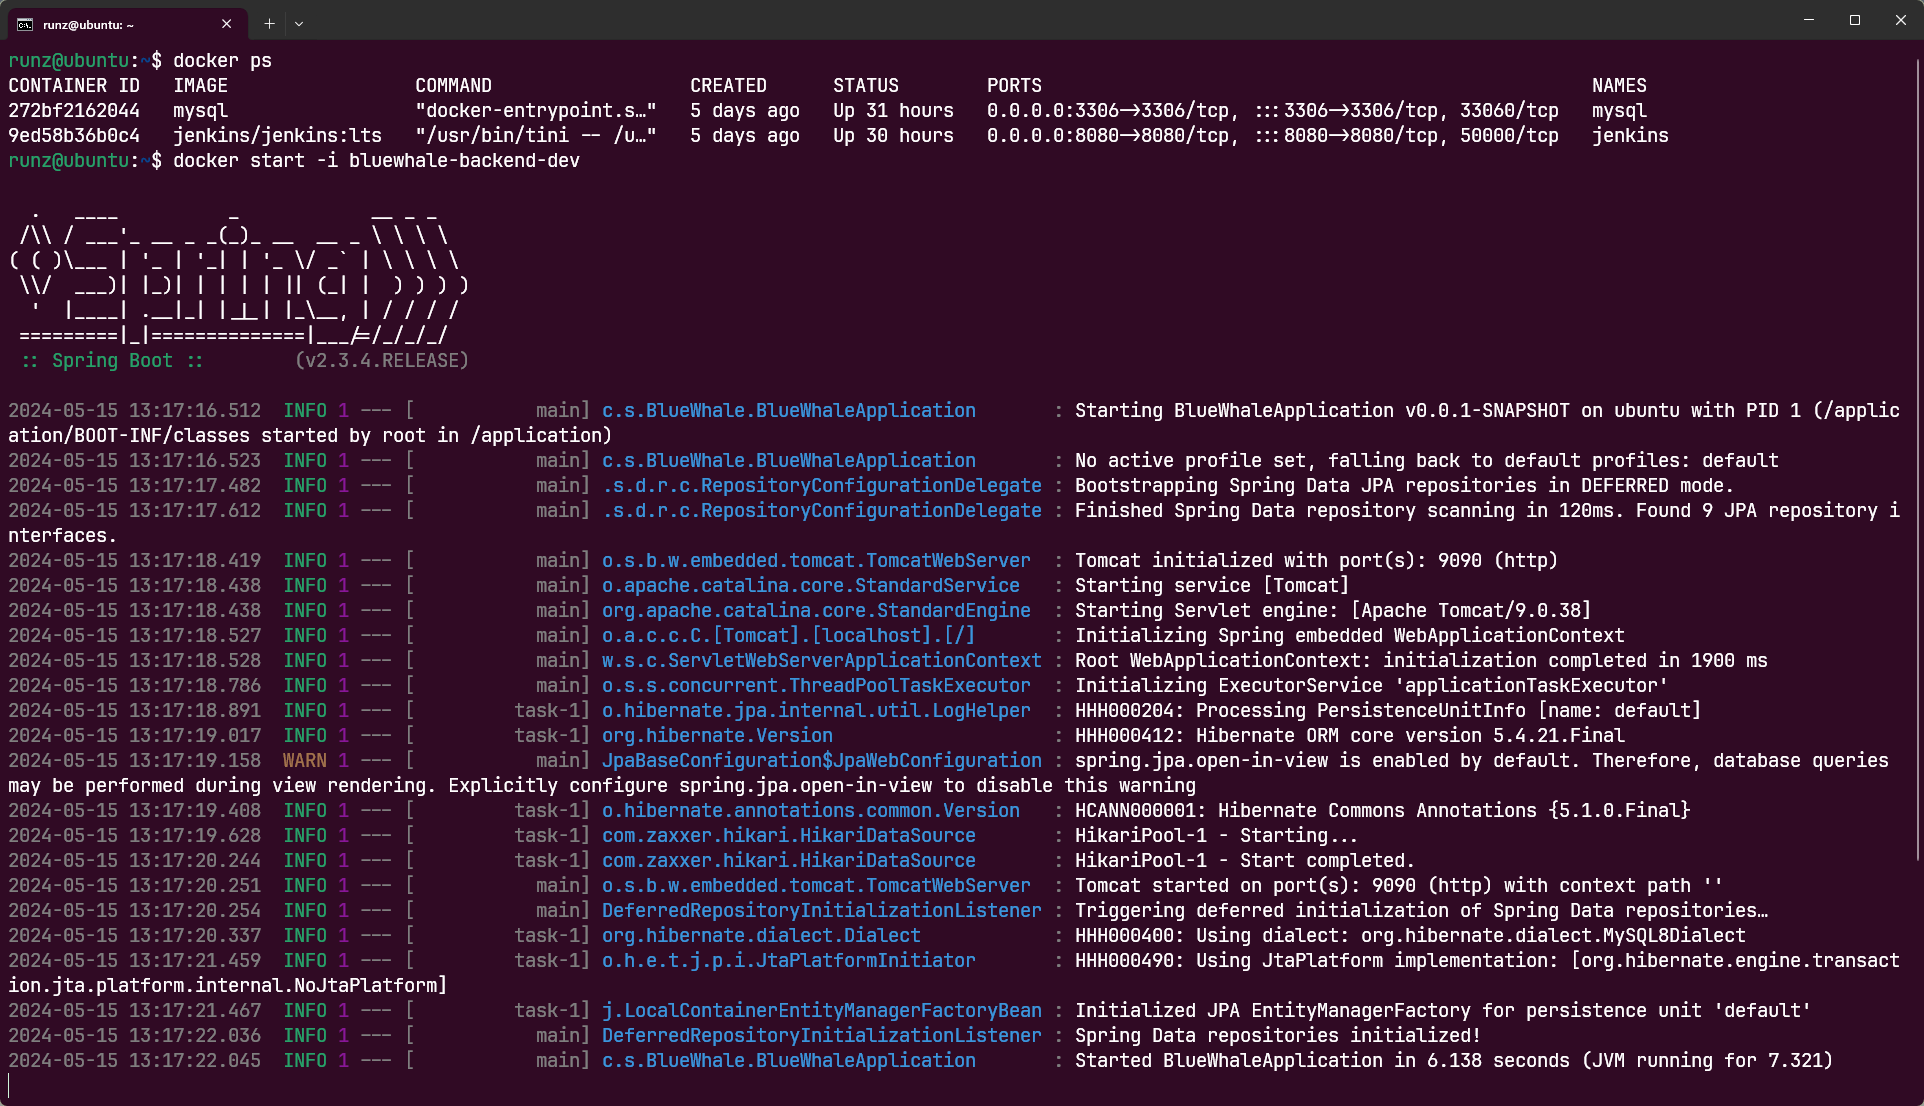 runz@ubuntu: ~
runz@ubuntu:~$ docker ps
CONTAINER ID   IMAGE                 COMMAND                  CREATED      STATUS        PORTS                                                  NAMES
272bf2162044   mysql                 "docker-entrypoint.s…"   5 days ago   Up 31 hours   0.0.0.0:3306->3306/tcp, :::3306->3306/tcp, 33060/tcp   mysql
9ed58b36b0c4   jenkins/jenkins:lts   "/usr/bin/tini -- /u…"   5 days ago   Up 30 hours   0.0.0.0:8080->8080/tcp, :::8080->8080/tcp, 50000/tcp   jenkins
runz@ubuntu:~$ docker start -i bluewhale-backend-dev
  .   ____          _            __ _ _
 /\\ / ___'_ __ _ _(_)_ __  __ _ \ \ \ \
( ( )\___ | '_ | '_| | '_ \/ _` | \ \ \ \
 \\/  ___)| |_)| | | | | || (_| |  ) ) ) )
  '  |____| .__|_| |_|_| |_\__, | / / / /
 =========|_|==============|___/=/_/_/_/
 :: Spring Boot ::        (v2.3.4.RELEASE)
2024-05-15 13:17:16.512  INFO 1 --- [           main] c.s.BlueWhale.BlueWhaleApplication       : Starting BlueWhaleApplication v0.0.1-SNAPSHOT on ubuntu with PID 1 (/applic
ation/BOOT-INF/classes started by root in /application)
2024-05-15 13:17:16.523  INFO 1 --- [           main] c.s.BlueWhale.BlueWhaleApplication       : No active profile set, falling back to default profiles: default
2024-05-15 13:17:17.482  INFO 1 --- [           main] .s.d.r.c.RepositoryConfigurationDelegate : Bootstrapping Spring Data JPA repositories in DEFERRED mode.
2024-05-15 13:17:17.612  INFO 1 --- [           main] .s.d.r.c.RepositoryConfigurationDelegate : Finished Spring Data repository scanning in 120ms. Found 9 JPA repository i
nterfaces.
2024-05-15 13:17:18.419  INFO 1 --- [           main] o.s.b.w.embedded.tomcat.TomcatWebServer  : Tomcat initialized with port(s): 9090 (http)
2024-05-15 13:17:18.438  INFO 1 --- [           main] o.apache.catalina.core.StandardService   : Starting service [Tomcat]
2024-05-15 13:17:18.438  INFO 1 --- [           main] org.apache.catalina.core.StandardEngine  : Starting Servlet engine: [Apache Tomcat/9.0.38]
2024-05-15 13:17:18.527  INFO 1 --- [           main] o.a.c.c.C.[Tomcat].[localhost].[/]       : Initializing Spring embedded WebApplicationContext
2024-05-15 13:17:18.528  INFO 1 --- [           main] w.s.c.ServletWebServerApplicationContext : Root WebApplicationContext: initialization completed in 1900 ms
2024-05-15 13:17:18.786  INFO 1 --- [           main] o.s.s.concurrent.ThreadPoolTaskExecutor  : Initializing ExecutorService 'applicationTaskExecutor'
2024-05-15 13:17:18.891  INFO 1 --- [         task-1] o.hibernate.jpa.internal.util.LogHelper  : HHH000204: Processing PersistenceUnitInfo [name: default]
2024-05-15 13:17:19.017  INFO 1 --- [         task-1] org.hibernate.Version                    : HHH000412: Hibernate ORM core version 5.4.21.Final
2024-05-15 13:17:19.158  WARN 1 --- [           main] JpaBaseConfiguration$JpaWebConfiguration : spring.jpa.open-in-view is enabled by default. Therefore, database queries
may be performed during view rendering. Explicitly configure spring.jpa.open-in-view to disable this warning
2024-05-15 13:17:19.408  INFO 1 --- [         task-1] o.hibernate.annotations.common.Version   : HCANN000001: Hibernate Commons Annotations {5.1.0.Final}
2024-05-15 13:17:19.628  INFO 1 --- [         task-1] com.zaxxer.hikari.HikariDataSource       : HikariPool-1 - Starting...
2024-05-15 13:17:20.244  INFO 1 --- [         task-1] com.zaxxer.hikari.HikariDataSource       : HikariPool-1 - Start completed.
2024-05-15 13:17:20.251  INFO 1 --- [           main] o.s.b.w.embedded.tomcat.TomcatWebServer  : Tomcat started on port(s): 9090 (http) with context path ''
2024-05-15 13:17:20.254  INFO 1 --- [           main] DeferredRepositoryInitializationListener : Triggering deferred initialization of Spring Data repositories…
2024-05-15 13:17:20.337  INFO 1 --- [         task-1] org.hibernate.dialect.Dialect            : HHH000400: Using dialect: org.hibernate.dialect.MySQL8Dialect
2024-05-15 13:17:21.459  INFO 1 --- [         task-1] o.h.e.t.j.p.i.JtaPlatformInitiator       : HHH000490: Using JtaPlatform implementation: [org.hibernate.engine.transact
ion.jta.platform.internal.NoJtaPlatform]
2024-05-15 13:17:21.467  INFO 1 --- [         task-1] j.LocalContainerEntityManagerFactoryBean : Initialized JPA EntityManagerFactory for persistence unit 'default'
2024-05-15 13:17:22.036  INFO 1 --- [           main] DeferredRepositoryInitializationListener : Spring Data repositories initialized!
2024-05-15 13:17:22.045  INFO 1 --- [           main] c.s.BlueWhale.BlueWhaleApplication       : Started BlueWhaleApplication in 6.138 seconds (JVM running for 7.321)